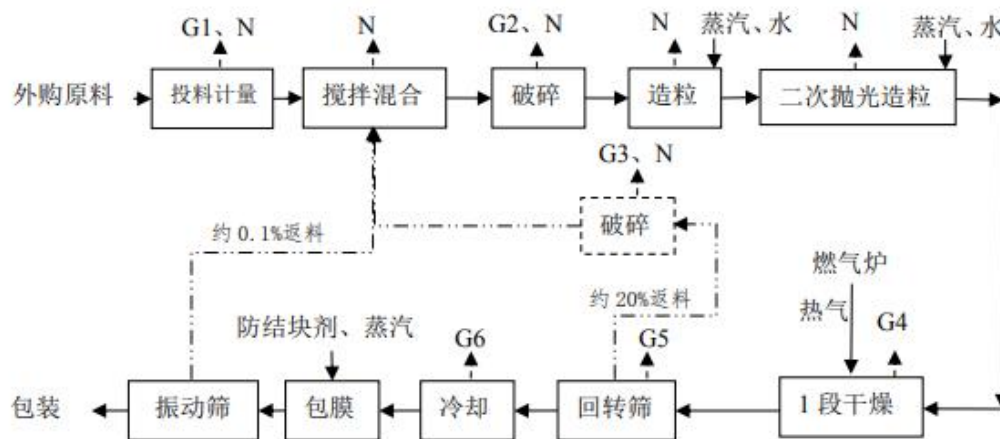 G1、N
N
G2、N
N
蒸汽、水
N
蒸汽、水
外购原料
投料计量
搅拌混合
破碎
造粒
二次抛光造粒
G3、N
破碎
约 0.1%返料
燃气炉
约 20%返料
热气
G4
防结块剂、蒸汽
G6
G5
包装
振动筛
包膜
冷却
回转筛
1 段干燥